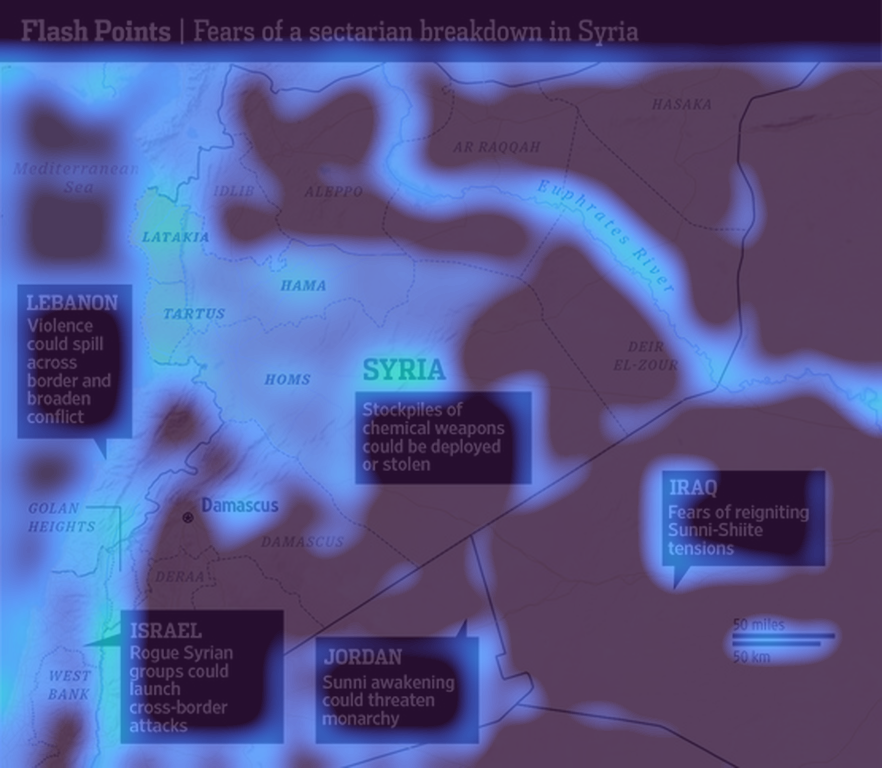 Flash Points | Fears of a sectarian breakdown in Syria
HASAKA
AR RAQQAH
Mediterranean
Sea
IDLIB
ALEPPO
Euphrates River
LATAKIA
HAMA
TARTUS
LEBANON
Violence
could spill
across
border and
broaden
conflict
DEIR
EL-ZOUR
HOMS
SYRIA
Stockpiles of
chemical weapons
could be deployed
or stolen
GOLAN
HEIGHTS
Damascus
DAMASCUS
IRAQ
Fears of reigniting
Sunni-Shiite
tensions
DERAA
ISRAEL
Rogue Syrian
groups could
launch
cross-border
attacks
JORDAN
Sunni awakening
could threaten
monarchy
50 miles
50 km
WEST
BANK